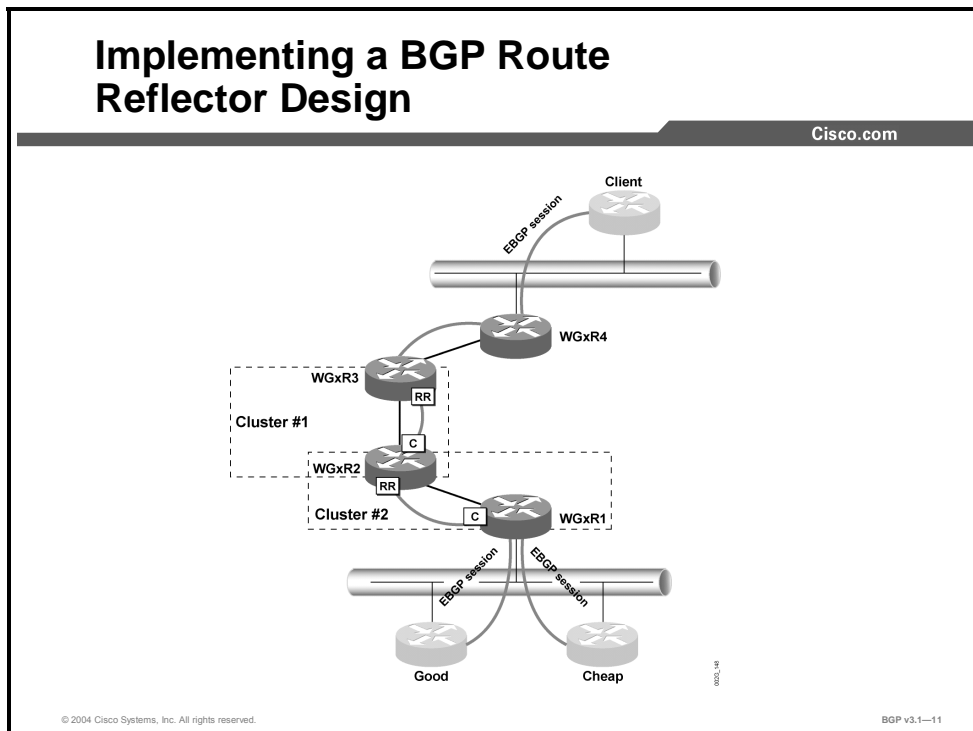 Implementing a BGP Route
Reflector Design
Cisco.com
Client
EBGP session
WGxR4
WGxR3
RR
Cluster #1
C
WGxR2
RR
Cluster #2
C
WGxR1
EBGP session
EBGP session
Good
Cheap
0020_148
© 2004 Cisco Systems, Inc. All rights reserved.
BGP v3.1—11